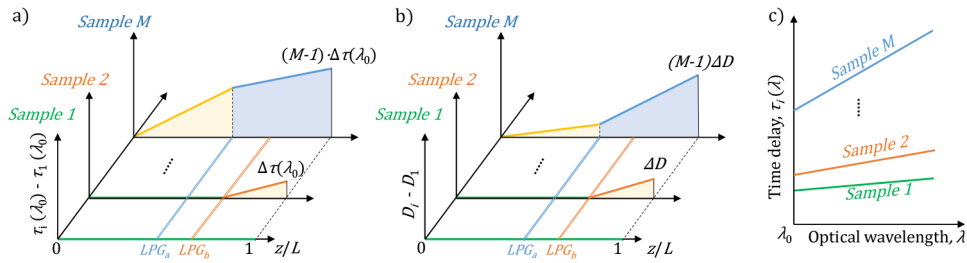 a)
Sample M
(M-1)·Δτ(λ₀)
Sample 2
Sample 1
τᵢ(λ₀) - τ₁(λ₀)
Δτ(λ₀)
0
LPGₐ
LPG_b
1
z/L
b)
Sample M
(M-1)ΔD
Sample 2
Sample 1
Dᵢ - D₁
ΔD
0
LPGₐ
LPG_b
1
z/L
c)
Time delay, τᵢ(λ)
Sample M
Sample 2
Sample 1
λ₀
Optical wavelength, λ